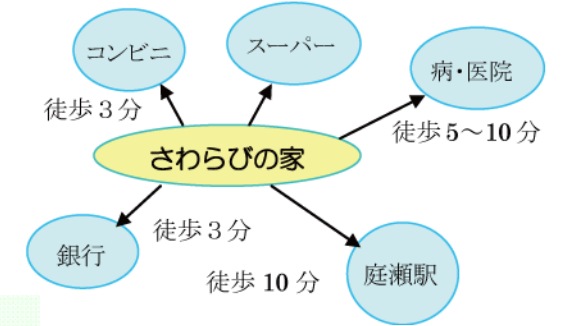 コンビニ
スーパー
病・医院
徒歩３分
徒歩5～10分
さわらびの家
徒歩３分
銀行
徒歩 10 分
庭瀬駅